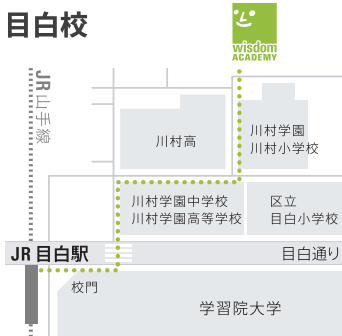 目白校
wisdom
ACADEMY
JR山手線
川村高
川村学園
川村小学校
川村学園中学校
川村学園高等学校
区立
目白小学校
JR 目白駅
目白通り
校門
学習院大学